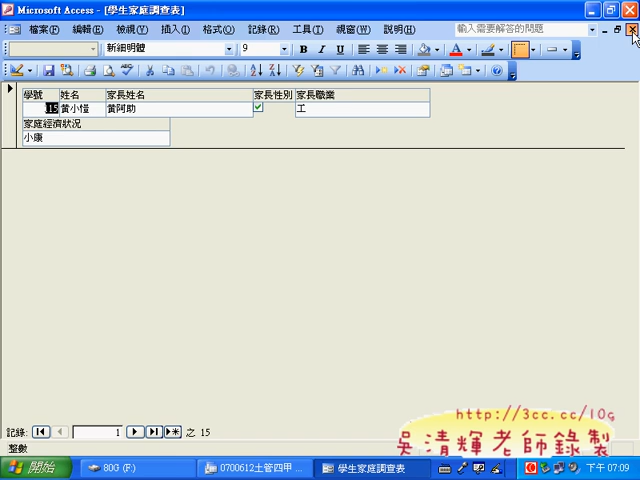 Microsoft Access - [學生家庭調查表]
檔案(F) 編輯(E) 檢視(V) 插入(I) 格式(O) 記錄(R) 工具(T) 視窗(W) 說明(H) 輸入需要解答的問題
新細明體 9 B I U A
學號 姓名 家長姓名 家長性別 家長職業
115 黃小愷 黃阿助 工
家庭經濟狀況
小康
http://3cc.cc/10g
記錄: 1 之 15
吳清輝老師錄製
整數
開始 80G (F:) 0700612土管四甲 學生家庭調查表 下午 07:09